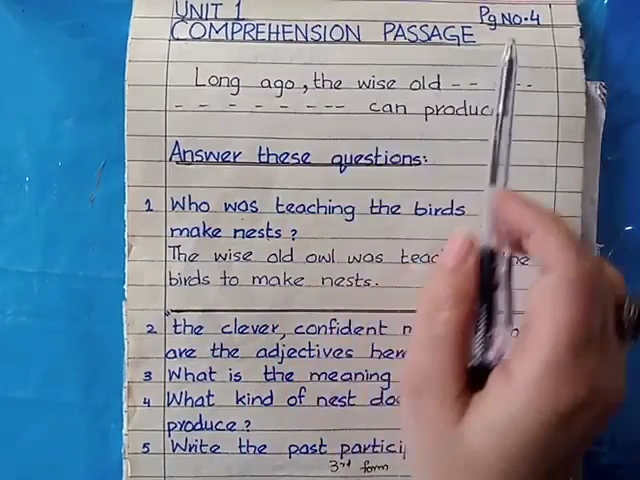 UNIT 1
Pg NO. 4
COMPREHENSION PASSAGE
Long ago, the wise old - - - - -
- - - - - - - - - can produc
Answer these questions:
1 Who was teaching the birds
make nests?
The wise old owl was teac
birds to make nests.
2 the clever, confident
are the adjectives here
3 What is the meaning
4 What kind of nest do
produce?
5 Write the past partici
3rd form